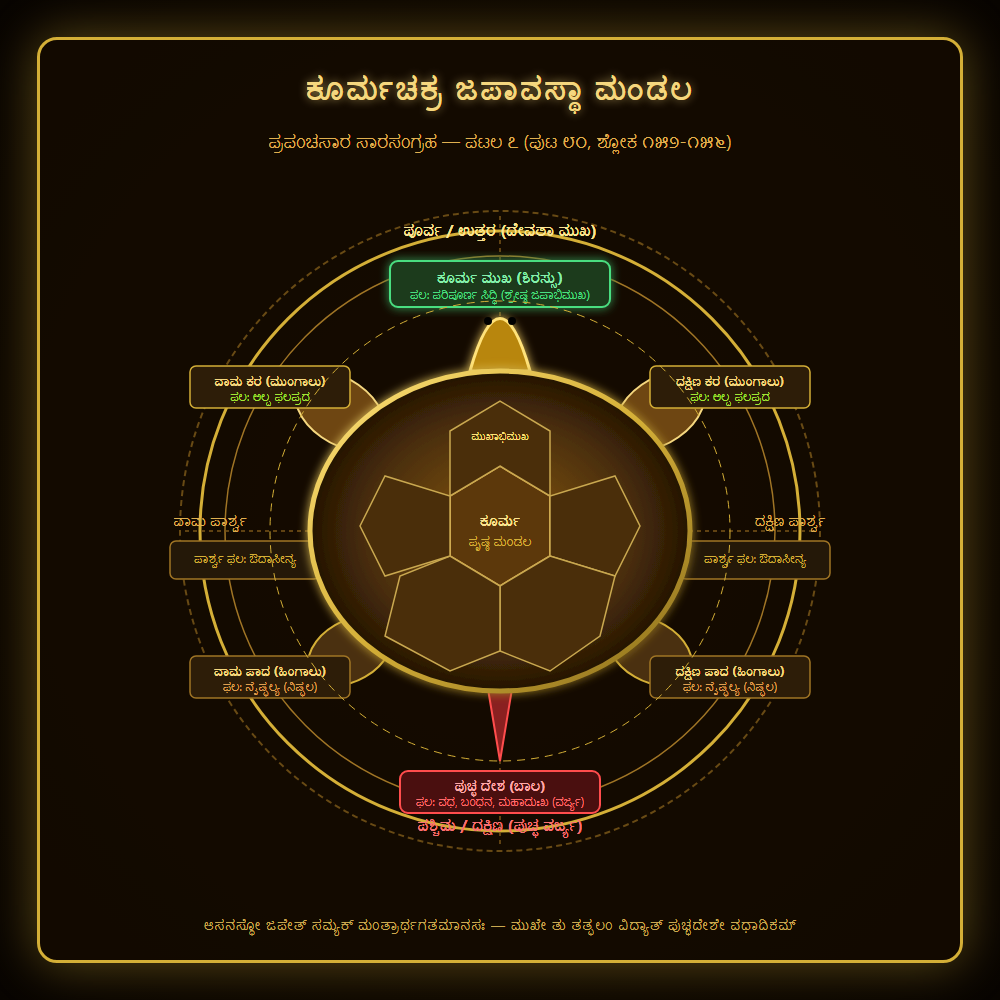 ಕೂರ್ಮಚಕ್ರ ಜಪಾವಸ್ಥಾ ಮಂಡಲ
ಪ್ರಪಂಚಸಾರ ಸಾರಸಂಗ್ರಹ — ಪಟಲ ೭ (ಪುಟ ೪೦, ಶ್ಲೋಕ ೧೫೨-೧೫೬)
ಪೂರ್ವ / ಉತ್ತರ (ದೇವತಾ ಮುಖ)
ಕೂರ್ಮ ಮುಖ (ಶಿರಸ್ಸು)
ಫಲ: ಪರಿಪೂರ್ಣ ಸಿದ್ಧಿ (ಶ್ರೇಷ್ಠ ಜಪಾಭಿಮುಖ)
ವಾಮ ಕರ (ಮುಂಗಾಲು)
ಫಲ: ಅಲ್ಪ ಫಲಪ್ರದ
ದಕ್ಷಿಣ ಕರ (ಮುಂಗಾಲು)
ಫಲ: ಅಲ್ಪ ಫಲಪ್ರದ
ಮುಖಾಭಿಮುಖ
ಕೂರ್ಮ
ಪೃಷ್ಠ ಮಂಡಲ
ವಾಮ ಪಾರ್ಶ್ವ
ಪಾರ್ಶ್ವ ಫಲ: ಔದಾಸೀನ್ಯ
ದಕ್ಷಿಣ ಪಾರ್ಶ್ವ
ಪಾರ್ಶ್ವ ಫಲ: ಔದಾಸೀನ್ಯ
ವಾಮ ಪಾದ (ಹಿಂಗಾಲು)
ಫಲ: ನೈಷ್ಫಲ್ಯ (ನಿಷ್ಫಲ)
ದಕ್ಷಿಣ ಪಾದ (ಹಿಂಗಾಲು)
ಫಲ: ನೈಷ್ಫಲ್ಯ (ನಿಷ್ಫಲ)
ಪುಚ್ಛ ದೇಶ (ಬಾಲ)
ಫಲ: ವಧ, ಬಂಧನ, ಮಹಾದುಃಖ (ವರ್ಜ್ಯ)
ಪಶ್ಚಿಮ / ದಕ್ಷಿಣ (ಪುಚ್ಛ ವರ್ಜ್ಯ)
ಆಸನಸ್ಥೋ ಜಪೇತ್ ಸಮ್ಯಕ್ ಮಂತ್ರಾರ್ಥಗತಮಾನಸಃ — ಮುಖೇ ತು ತತ್ಫಲಂ ವಿದ್ಯಾತ್ ಪುಚ್ಛದೇಶೇ ವಧಾದಿಕಮ್